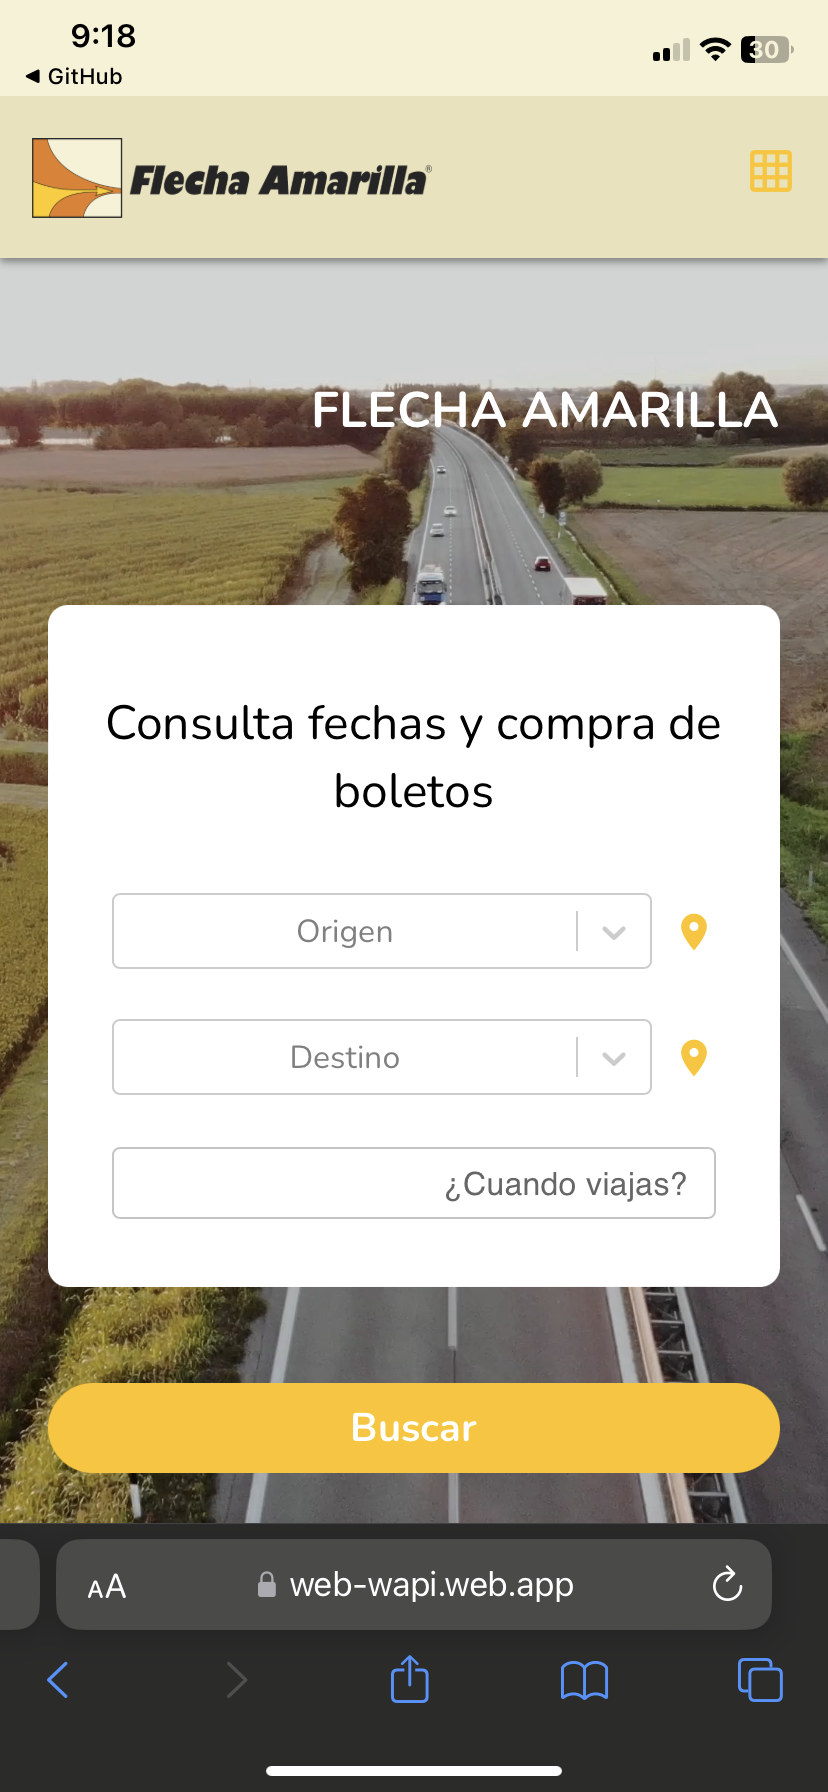 9:18
30
◀ GitHub
Flecha Amarilla®
FLECHA AMARILLA
Consulta fechas y compra de
boletos
Origen
Destino
¿Cuando viajas?
Buscar
AA
web-wapi.web.app